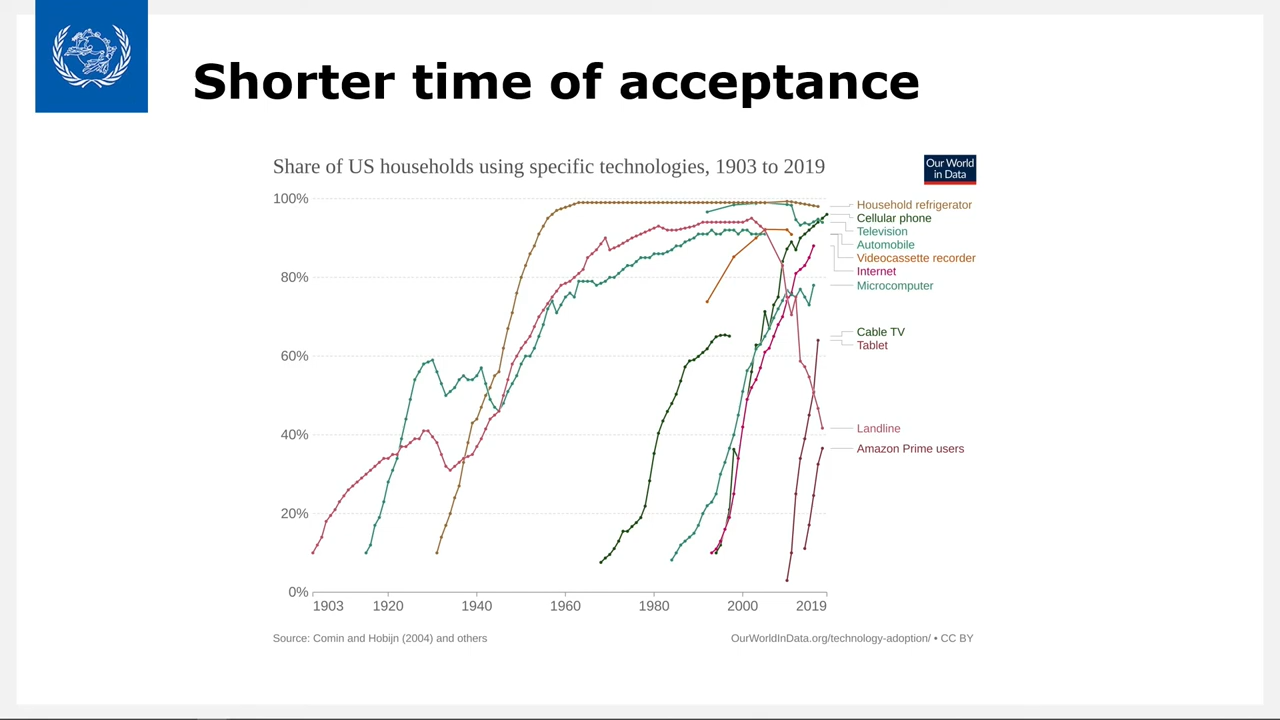 Shorter time of acceptance
Share of US households using specific technologies, 1903 to 2019
Our World
in Data
100%
80%
60%
40%
20%
0%
1903
1920
1940
1960
1980
2000
2019
Household refrigerator
Cellular phone
Television
Automobile
Videocassette recorder
Internet
Microcomputer
Cable TV
Tablet
Landline
Amazon Prime users
Source: Comin and Hobijn (2004) and others
OurWorldInData.org/technology-adoption/ • CC BY